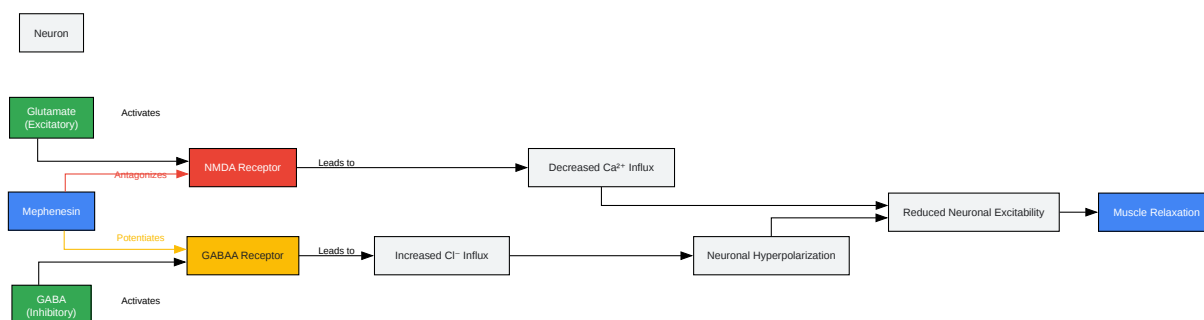 Neuron
Glutamate
(Excitatory)
Activates
NMDA Receptor
Leads to
Decreased Ca²⁺ Influx
Antagonizes
Mephenesin
Reduced Neuronal Excitability
Muscle Relaxation
Potentiates
GABAA Receptor
Leads to
Increased Cl⁻ Influx
Neuronal Hyperpolarization
GABA
(Inhibitory)
Activates